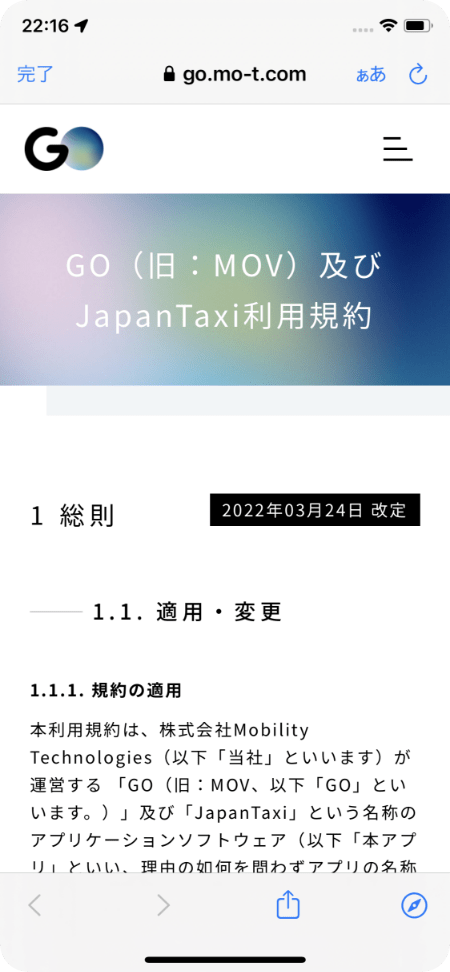 22:16
完了
go.mo-t.com
ぁあ
GO
GO（旧：MOV）及び
JapanTaxi利用規約
1 総則
2022年03月24日 改定
1.1. 適用・変更
1.1.1. 規約の適用
本利用規約は、株式会社Mobility
Technologies（以下「当社」といいます）が
運営する 「GO（旧：MOV、以下「GO」とい
います。）」及び「JapanTaxi」という名称の
アプリケーションソフトウェア（以下「本アプ
リ」といい、理由の如何を問わずアプリの名称